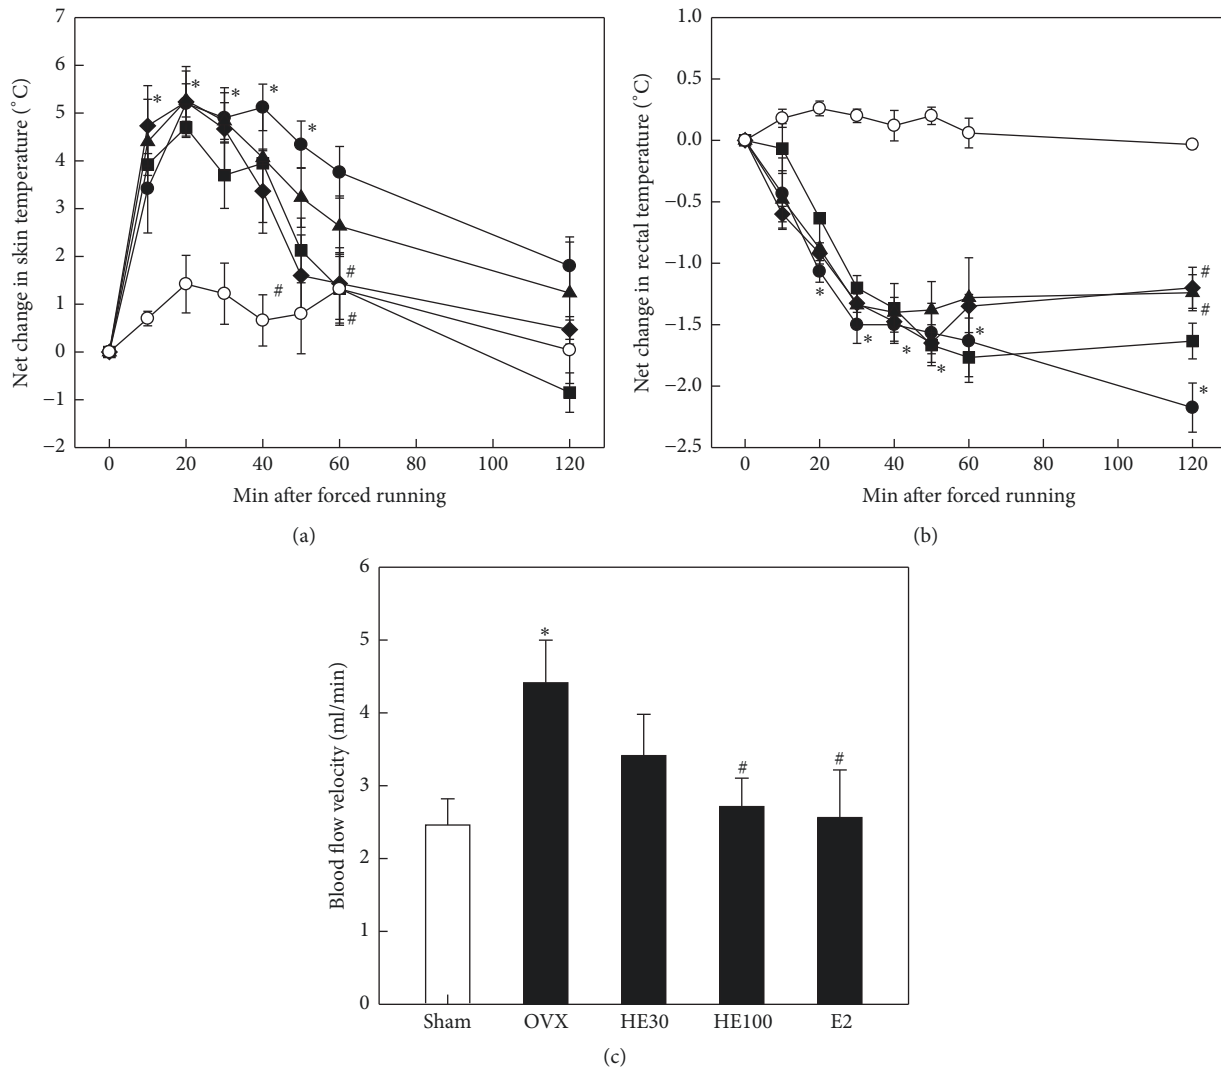 7
6
5
4
3
2
1
0
−1
−2
Net change in skin temperature (°C)
* * * * *
# # #
0 20 40 60 80 100 120
Min after forced running
(a)
1.0
0.5
0.0
−0.5
−1.0
−1.5
−2.0
−2.5
Net change in rectal temperature (°C)
* * * * * *
# #
0 20 40 60 80 100 120
Min after forced running
(b)
6
5
4
3
2
1
0
Blood flow velocity (ml/min)
* # #
Sham OVX HE30 HE100 E2
(c)